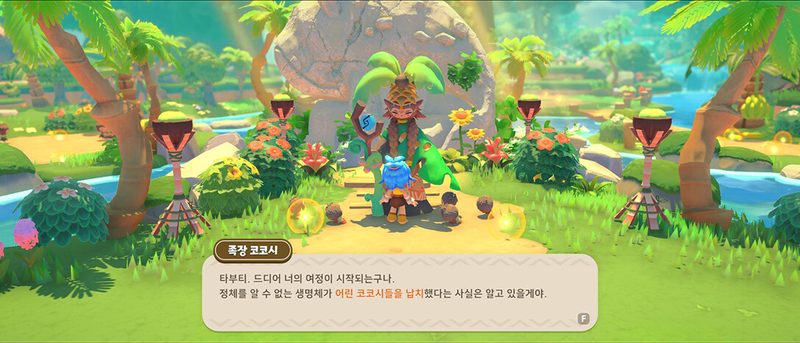 족장 코코시
타부티. 드디어 너의 여정이 시작되는구나.
정체를 알 수 없는 생명체가 어린 코코시들을 납치했다는 사실은 알고 있을게야.
F